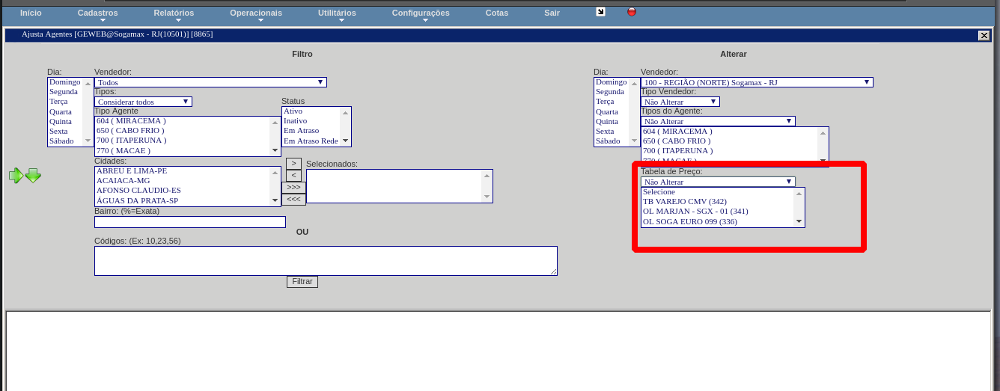 Início Cadastros Relatórios Operacionais Utilitários Configurações Cotas Sair
Ajusta Agentes [GEWEB@Sogamax - RJ(10501)] [8865]
Filtro
Dia:
Domingo
Segunda
Terça
Quarta
Quinta
Sexta
Sábado
Vendedor:
Todos
Tipos:
Considerar todos
Tipo Agente
604 ( MIRACEMA )
650 ( CABO FRIO )
700 ( ITAPERUNA )
770 ( MACAE )
Status
Ativo
Inativo
Em Atraso
Em Atraso Rede
Cidades:
ABREU E LIMA-PE
ACAIACA-MG
AFONSO CLAUDIO-ES
ÁGUAS DA PRATA-SP
>
<
>>>
<<<
Selecionados:
Bairro: (%=Exata)
OU
Códigos: (Ex: 10,23,56)
Filtrar
Alterar
Dia:
Domingo
Segunda
Terça
Quarta
Quinta
Sexta
Sábado
Vendedor:
100 - REGIÃO (NORTE) Sogamax - RJ
Tipo Vendedor:
Não Alterar
Tipos do Agente:
Não Alterar
604 ( MIRACEMA )
650 ( CABO FRIO )
700 ( ITAPERUNA )
770 ( MACAE )
Tabela de Preço:
Não Alterar
Selecione
TB VAREJO CMV (342)
OL MARJAN - SGX - 01 (341)
OL SOGA EURO 099 (336)